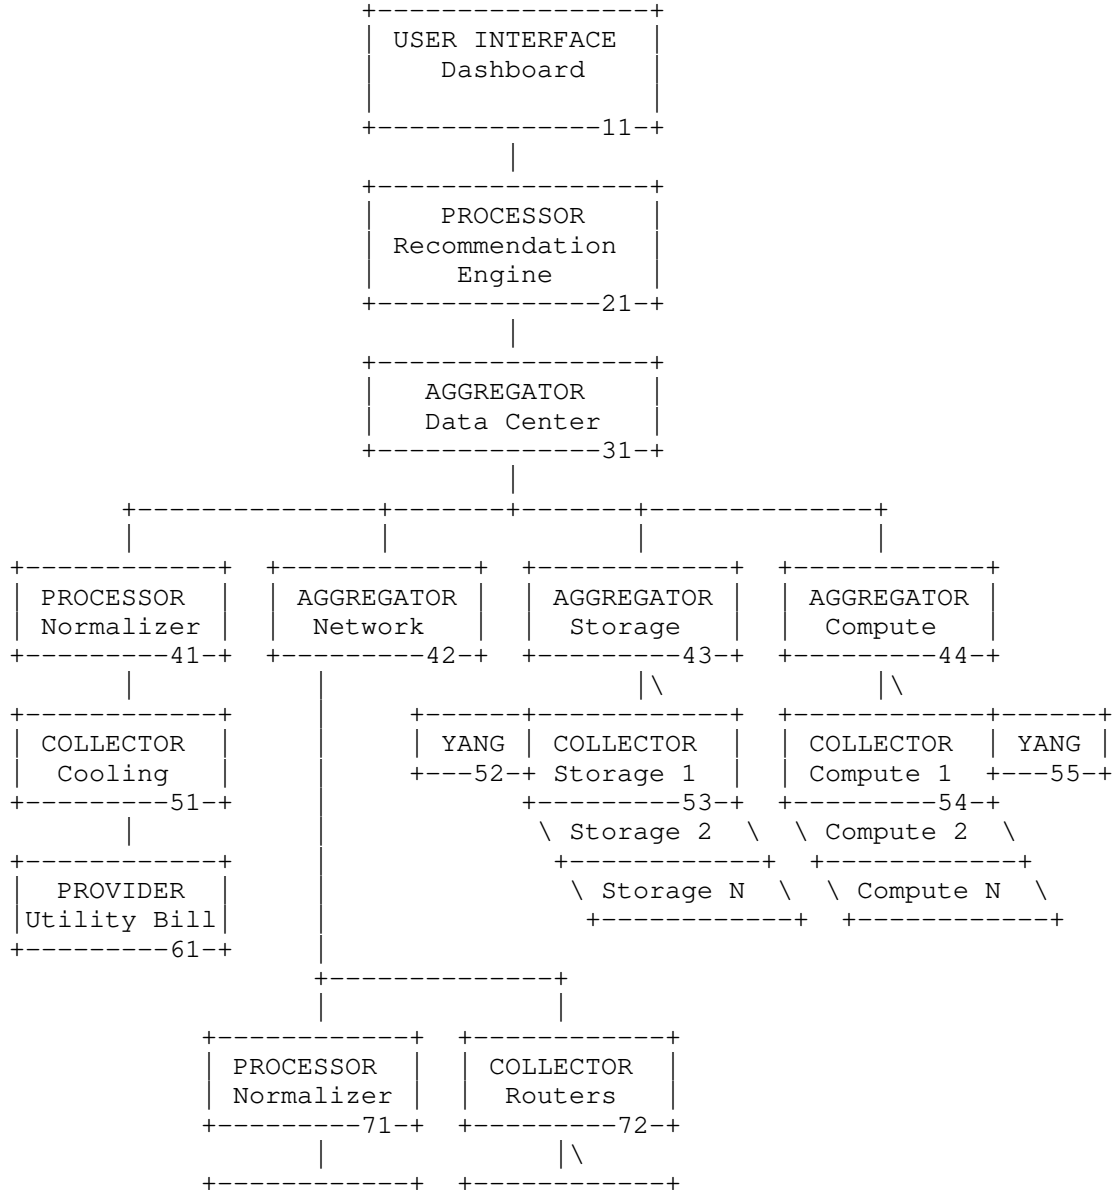 +-----------------+
| USER INTERFACE  |
|    Dashboard    |
|                 |
+--------------11-+
|
+-----------------+
|    PROCESSOR    |
| Recommendation  |
|     Engine      |
+--------------21-+
|
+-----------------+
|   AGGREGATOR    |
|   Data Center   |
+--------------31-+
|
+---------------+-------+-------+--------------+
|               |               |              |
+------------+  +------------+  +------------+  +------------+
| PROCESSOR  |  | AGGREGATOR |  | AGGREGATOR |  | AGGREGATOR |
| Normalizer |  |  Network   |  |  Storage   |  |  Compute   |
+---------41-+  +---------42-+  +---------43-+  +---------44-+
|           |                   |\             |\
+------------+     |     +------+------------+  +------------+------+
| COLLECTOR  |     |     | YANG | COLLECTOR  |  | COLLECTOR  | YANG |
|  Cooling   |     |     +---52-+ Storage 1  |  | Compute 1  +---55-+
+---------51-+     |            +---------53-+  +---------54-+
|           |                \ Storage 2  \  \ Compute 2  \
+------------+     |              +------------+  +------------+
|  PROVIDER  |     |               \ Storage N  \  \ Compute N  \
|Utility Bill|     |                +------------+  +------------+
+---------61-+     |
+--------------+
|              |
+------------+  +------------+
| PROCESSOR  |  | COLLECTOR  |
| Normalizer |  |  Routers   |
+---------71-+  +---------72-+
|              |\
+------------+  +------------+